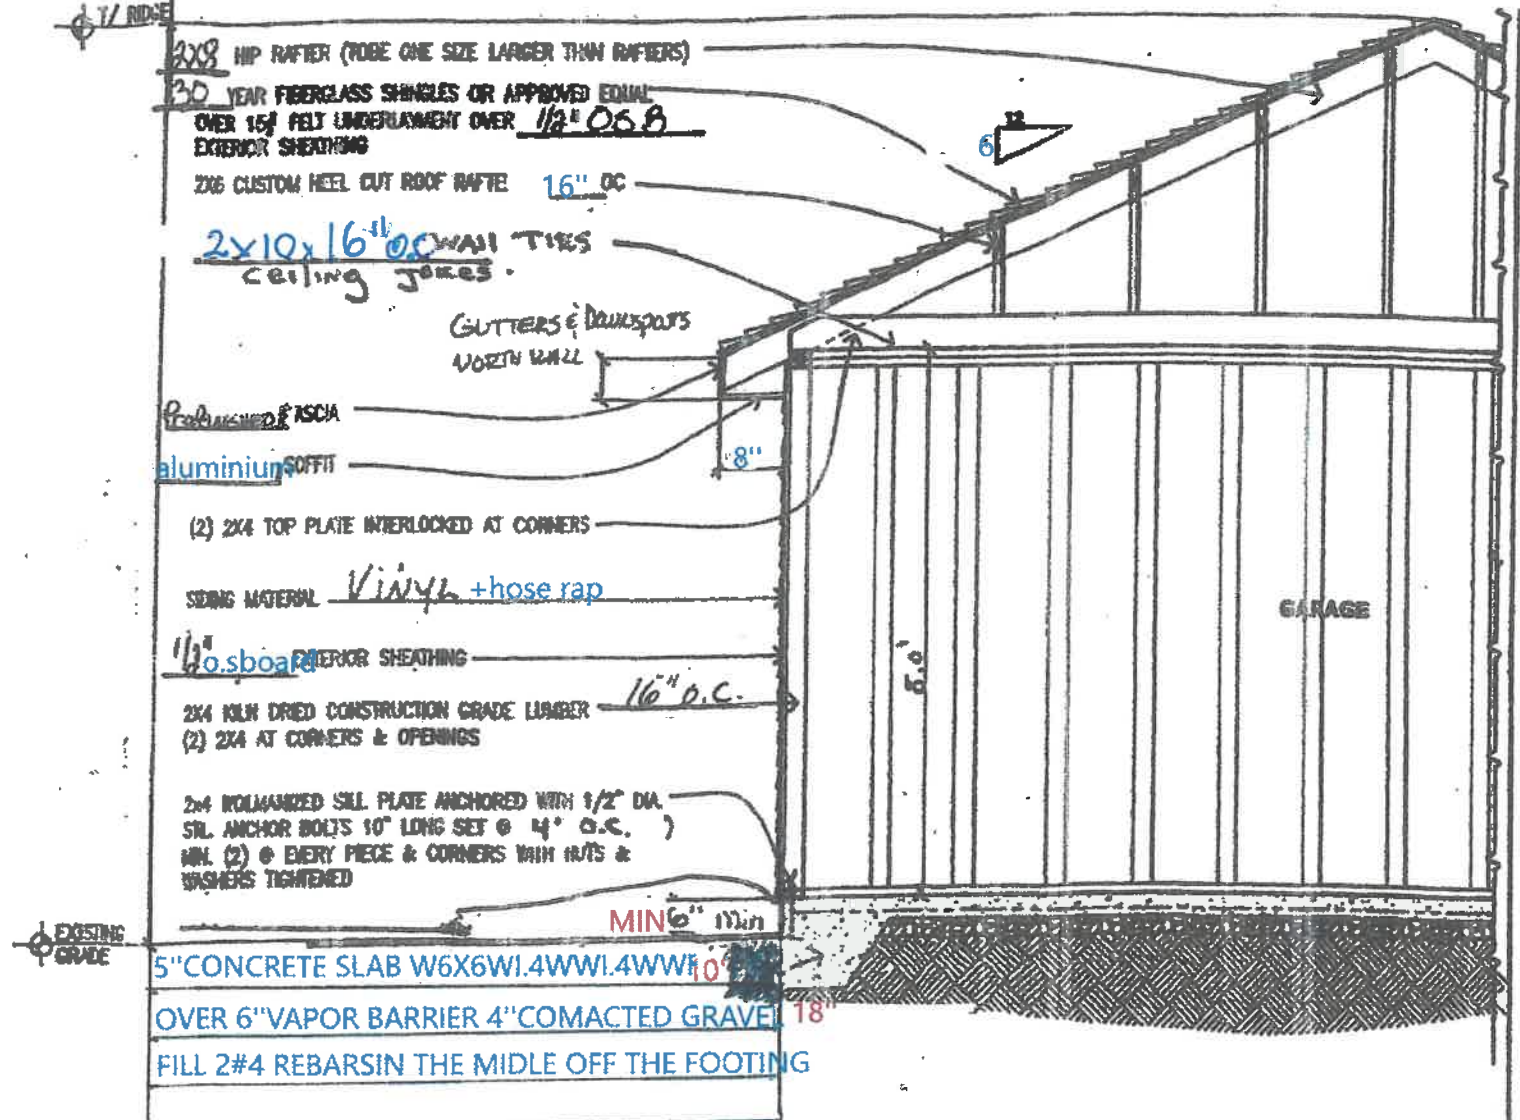 T/ RIDGE
2X8 HIP RAFTER (TOBE ONE SIZE LARGER THAN RAFTERS)
30 YEAR FIBERGLASS SHINGLES OR APPROVED EQUAL
OVER 15# FELT UNDERLAYMENT OVER 1/2" OSB
EXTERIOR SHEATHING
12
6
2X6 CUSTOM HEEL CUT ROOF RAFTE 16" OC
2x10x16" o.c WALL TIES
ceiling
GUTTERS &
NORTH WALL
FASCIA
aluminium SOFFIT
8"
(2) 2X4 TOP PLATE INTERLOCKED AT CORNERS
SIDING MATERIAL VINYL +hose rap
GARAGE
1/2" o.sboard EXTERIOR SHEATHING
8.0'
2X4 KILN DRIED CONSTRUCTION GRADE LUMBER 16" O.C.
(2) 2X4 AT CORNERS & OPENINGS
2x4 WOLMANIZED SILL PLATE ANCHORED WITH 1/2" DIA.
STL. ANCHOR BOLTS 10" LONG SET @ 4' O.C. )
MIN. (2) @ EVERY PIECE & CORNERS WITH NUTS &
WASHERS TIGHTENED
MIN 6" Min
EXISTING
GRADE
5"CONCRETE SLAB W6X6WI.4WWI.4WWF 10"
OVER 6"VAPOR BARRIER 4"COMACTED GRAVEL 18"
FILL 2#4 REBARSIN THE MIDLE OFF THE FOOTING